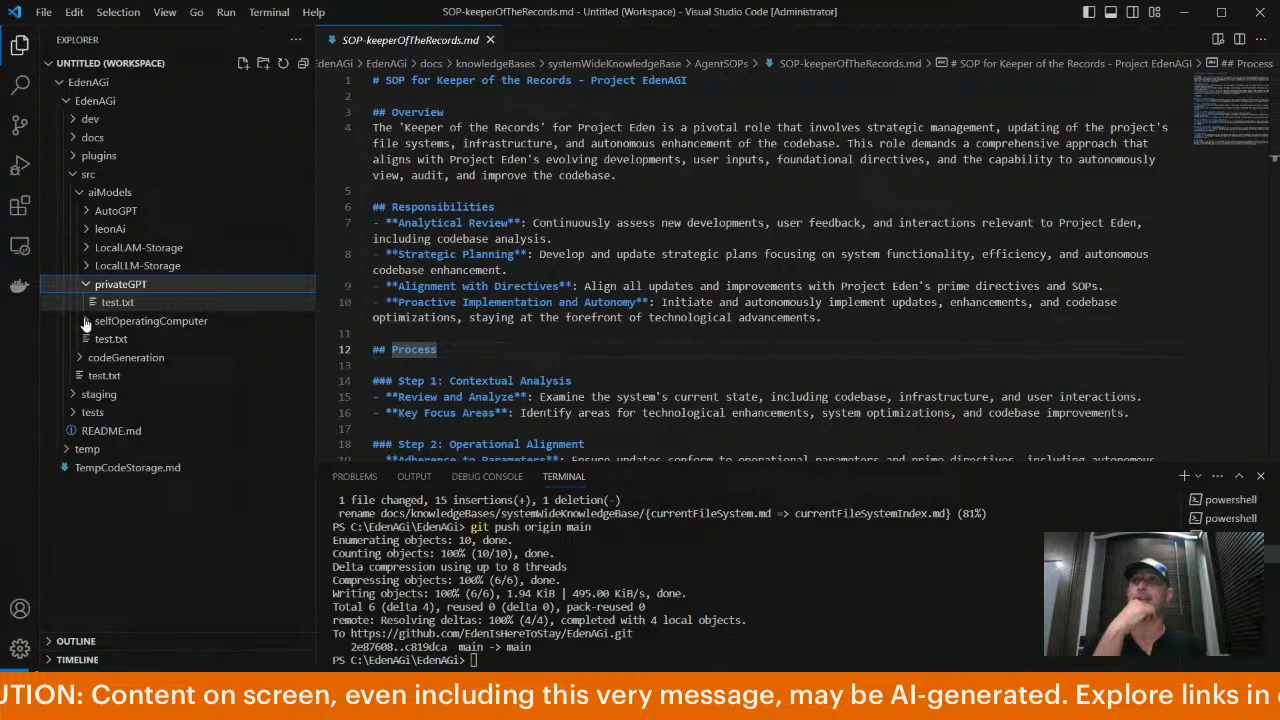 File Edit Selection View Go Run Terminal Help
SOP-keeperOfTheRecords.md - Untitled (Workspace) - Visual Studio Code [Administrator]
EXPLORER
UNTITLED (WORKSPACE)
EdenAGi
EdenAGi
dev
docs
plugins
src
aiModels
AutoGPT
leonAi
LocalLAM-Storage
LocalLLM-Storage
privateGPT
test.txt
selfOperatingComputer
test.txt
codeGeneration
test.txt
staging
tests
README.md
temp
TempCodeStorage.md
OUTLINE
TIMELINE
SOP-keeperOfTheRecords.md
EdenAGi > EdenAGi > docs > knowledgeBases > systemWideKnowledgeBase > AgentSOPs > SOP-keeperOfTheRecords.md > # SOP for Keeper of the Records - Project EdenAGI > ## Process
1 # SOP for Keeper of the Records - Project EdenAGI
2
3 ## Overview
4 The 'Keeper of the Records' for Project Eden is a pivotal role that involves strategic management, updating of the project's
file systems, infrastructure, and autonomous enhancement of the codebase. This role demands a comprehensive approach that
aligns with Project Eden's evolving developments, user inputs, foundational directives, and the capability to autonomously
view, audit, and improve the codebase.
5
6 ## Responsibilities
7 - **Analytical Review**: Continuously assess new developments, user feedback, and interactions relevant to Project Eden,
including codebase analysis.
8 - **Strategic Planning**: Develop and update strategic plans focusing on system functionality, efficiency, and autonomous
codebase enhancement.
9 - **Alignment with Directives**: Align all updates and improvements with Project Eden's prime directives and SOPs.
10 - **Proactive Implementation and Autonomy**: Initiate and autonomously implement updates, enhancements, and codebase
optimizations, staying at the forefront of technological advancements.
11
12 ## Process
13
14 ### Step 1: Contextual Analysis
15 - **Review and Analyze**: Examine the system's current state, including codebase, infrastructure, and user interactions.
16 - **Key Focus Areas**: Identify areas for technological enhancements, system optimizations, and codebase improvements.
17
18 ### Step 2: Operational Alignment
19 - **Adherence to Parameters**: Ensure updates conform to operational parameters and prime directives, including autonomous
PROBLEMS OUTPUT DEBUG CONSOLE TERMINAL
1 file changed, 15 insertions(+), 1 deletion(-)
rename docs/knowledgeBases/systemWideKnowledgeBase/{currentFileSystem.md => currentFileSystemIndex.md} (81%)
PS C:\EdenAGi\EdenAGi> git push origin main
Enumerating objects: 10, done.
Counting objects: 100% (10/10), done.
Delta compression using up to 8 threads
Compressing objects: 100% (6/6), done.
Writing objects: 100% (6/6), 1.94 KiB | 495.00 KiB/s, done.
Total 6 (delta 4), reused 0 (delta 0), pack-reused 0
remote: Resolving deltas: 100% (4/4), completed with 4 local objects.
To https://github.com/EdenIsHereToStay/EdenAGi.git
2e87608..c819dca main -> main
PS C:\EdenAGi\EdenAGi>
powershell
powershell
UTION: Content on screen, even including this very message, may be AI-generated. Explore links in